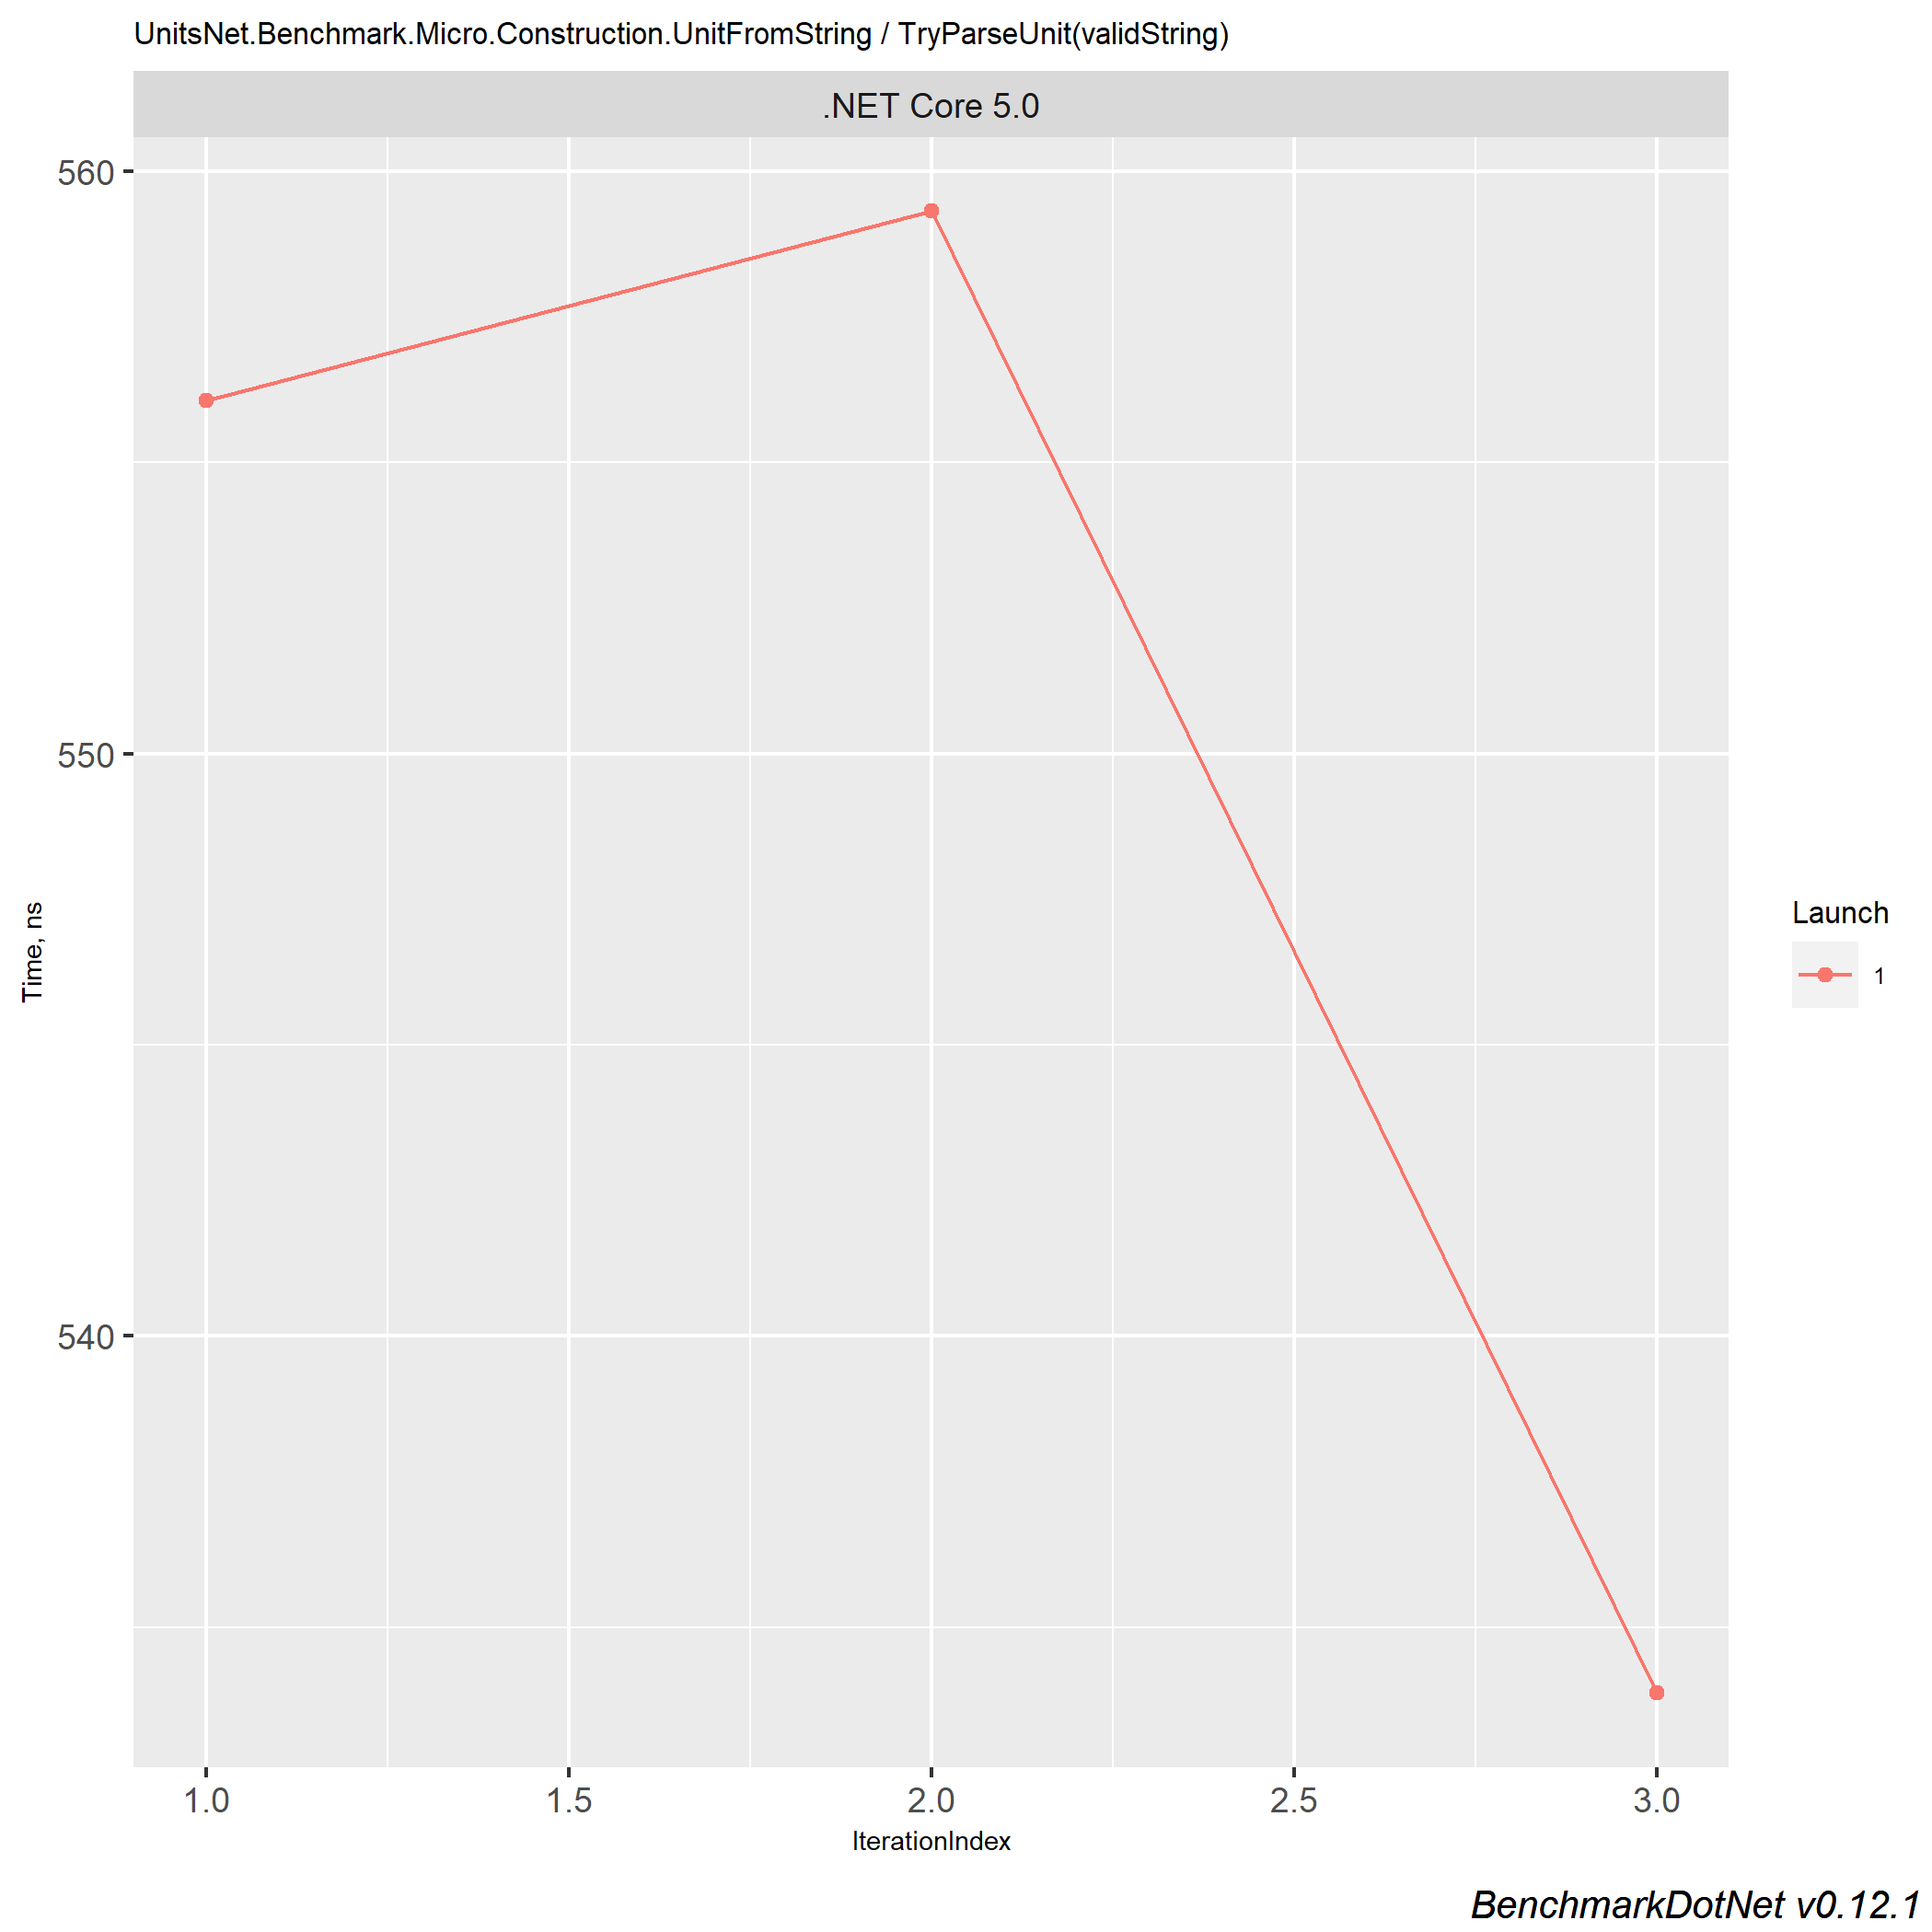 UnitsNet.Benchmark.Micro.Construction.UnitFromString / TryParseUnit(validString)
.NET Core 5.0
560
550
540
Time, ns
1.0 1.5 2.0 2.5 3.0
IterationIndex
Launch
1
BenchmarkDotNet v0.12.1